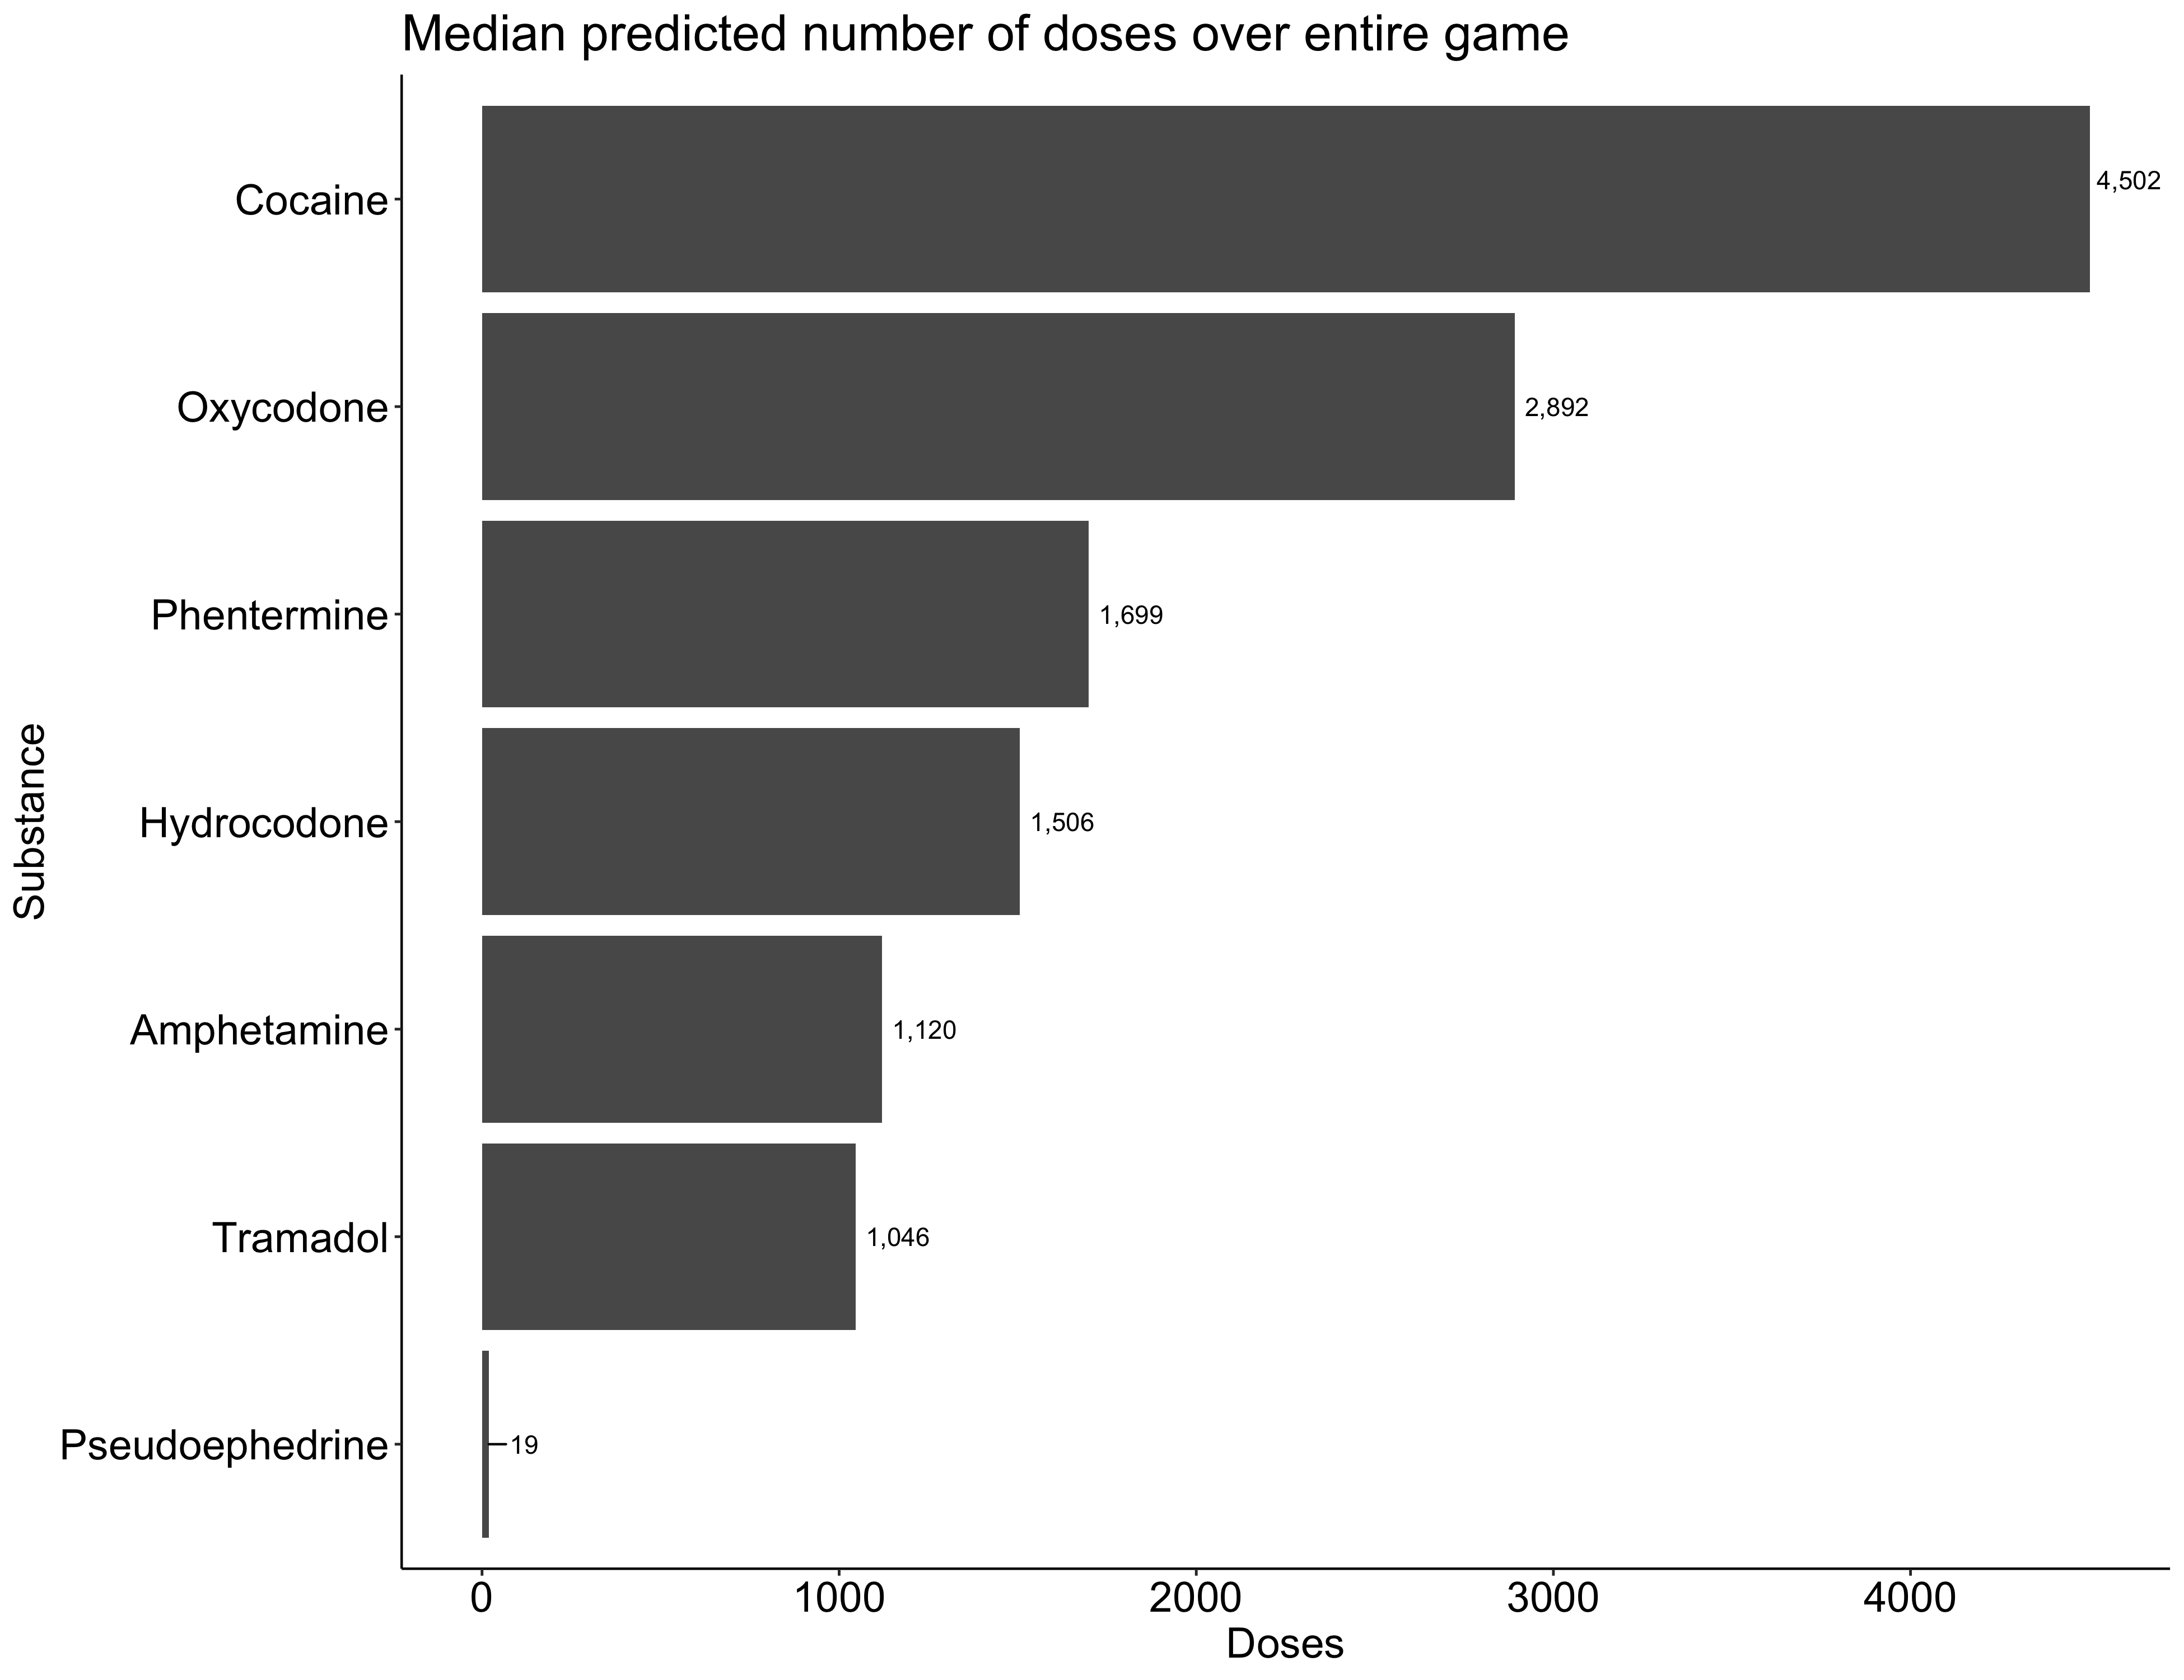 Median predicted number of doses over entire game
Substance
Cocaine
4,502
Oxycodone
2,892
Phentermine
1,699
Hydrocodone
1,506
Amphetamine
1,120
Tramadol
1,046
Pseudoephedrine
19
0 1000 2000 3000 4000
Doses